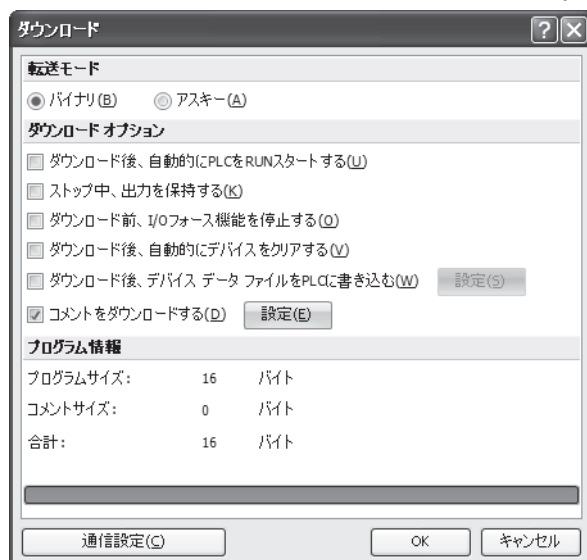 ダウンロード
転送モード
バイナリ(B) アスキー(A)
ダウンロード オプション
ダウンロード後、自動的にPLCをRUNスタートする(U)
ストップ中、出力を保持する(K)
ダウンロード前、I/Oフォース機能を停止する(O)
ダウンロード後、自動的にデバイスをクリアする(V)
ダウンロード後、デバイス データ ファイルをPLCに書き込む(W) 設定(S)
コメントをダウンロードする(D) 設定(E)
プログラム情報
プログラムサイズ: 16 バイト
コメントサイズ: 0 バイト
合計: 16 バイト
通信設定(C) OK キャンセル